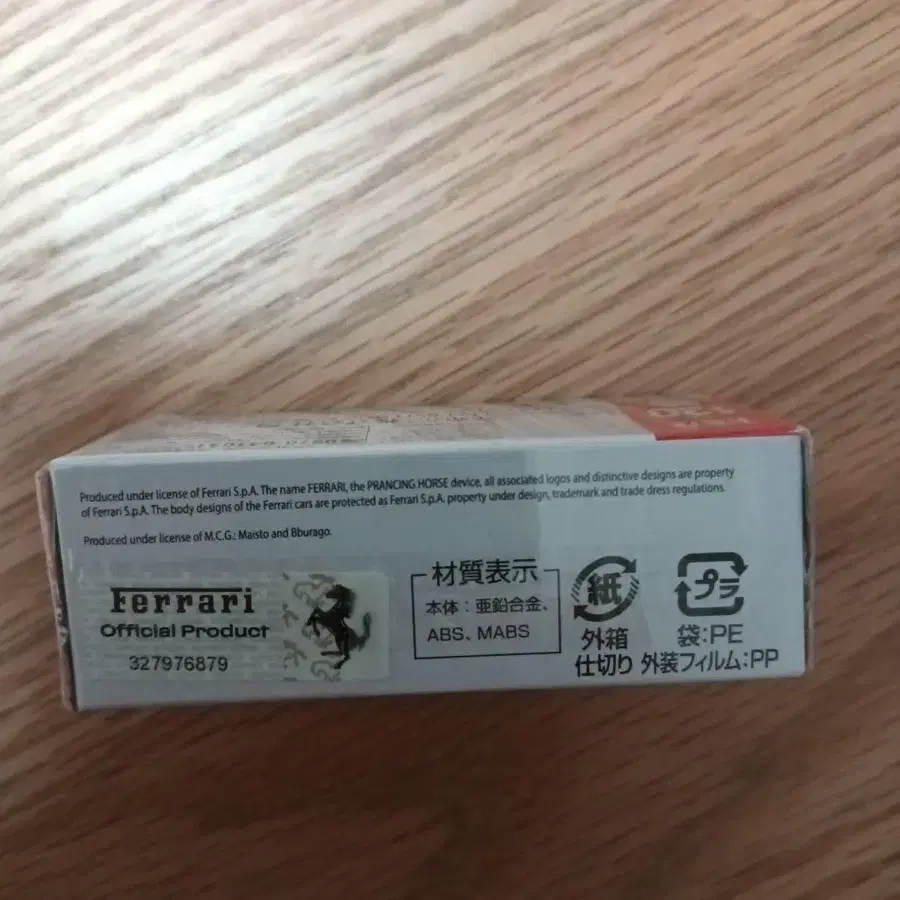 Produced under license of Ferrari S.p.A. The name FERRARI, the PRANCING HORSE device, all associated logos and distinctive designs are property
of Ferrari S.p.A. The body designs of the Ferrari cars are protected as Ferrari S.p.A. property under design, trademark and trade dress regulations.
Produced under license of M.C.G.: Maisto and Bburago.
Ferrari
Official Product
327976879
材質表示
本体：亜鉛合金、
ABS、MABS
紙
外箱
仕切り
プラ
袋:PE
外装フィルム:PP